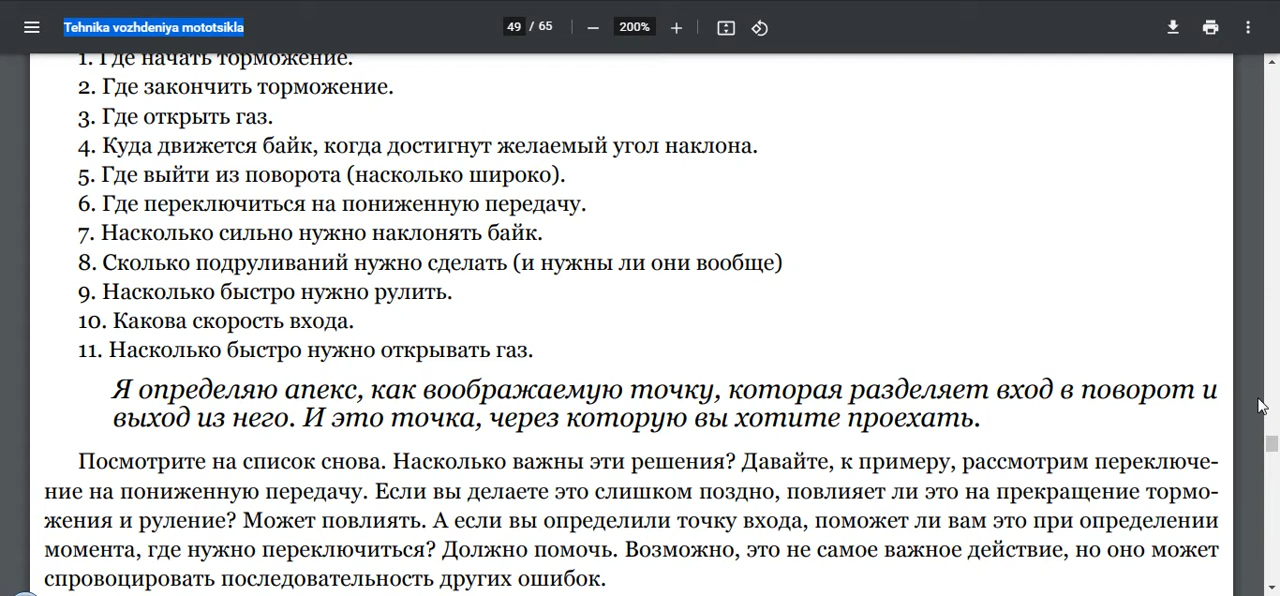 Tehnika vozhdeniya mototsikla
49 / 65
200%
1. Где начать торможение.
2. Где закончить торможение.
3. Где открыть газ.
4. Куда движется байк, когда достигнут желаемый угол наклона.
5. Где выйти из поворота (насколько широко).
6. Где переключиться на пониженную передачу.
7. Насколько сильно нужно наклонять байк.
8. Сколько подруливаний нужно сделать (и нужны ли они вообще)
9. Насколько быстро нужно рулить.
10. Какова скорость входа.
11. Насколько быстро нужно открывать газ.
Я определяю апекс, как воображаемую точку, которая разделяет вход в поворот и
выход из него. И это точка, через которую вы хотите проехать.
Посмотрите на список снова. Насколько важны эти решения? Давайте, к примеру, рассмотрим переключе-
ние на пониженную передачу. Если вы делаете это слишком поздно, повлияет ли это на прекращение тормо-
жения и руление? Может повлиять. А если вы определили точку входа, поможет ли вам это при определении
момента, где нужно переключиться? Должно помочь. Возможно, это не самое важное действие, но оно может
спровоцировать последовательность других ошибок.